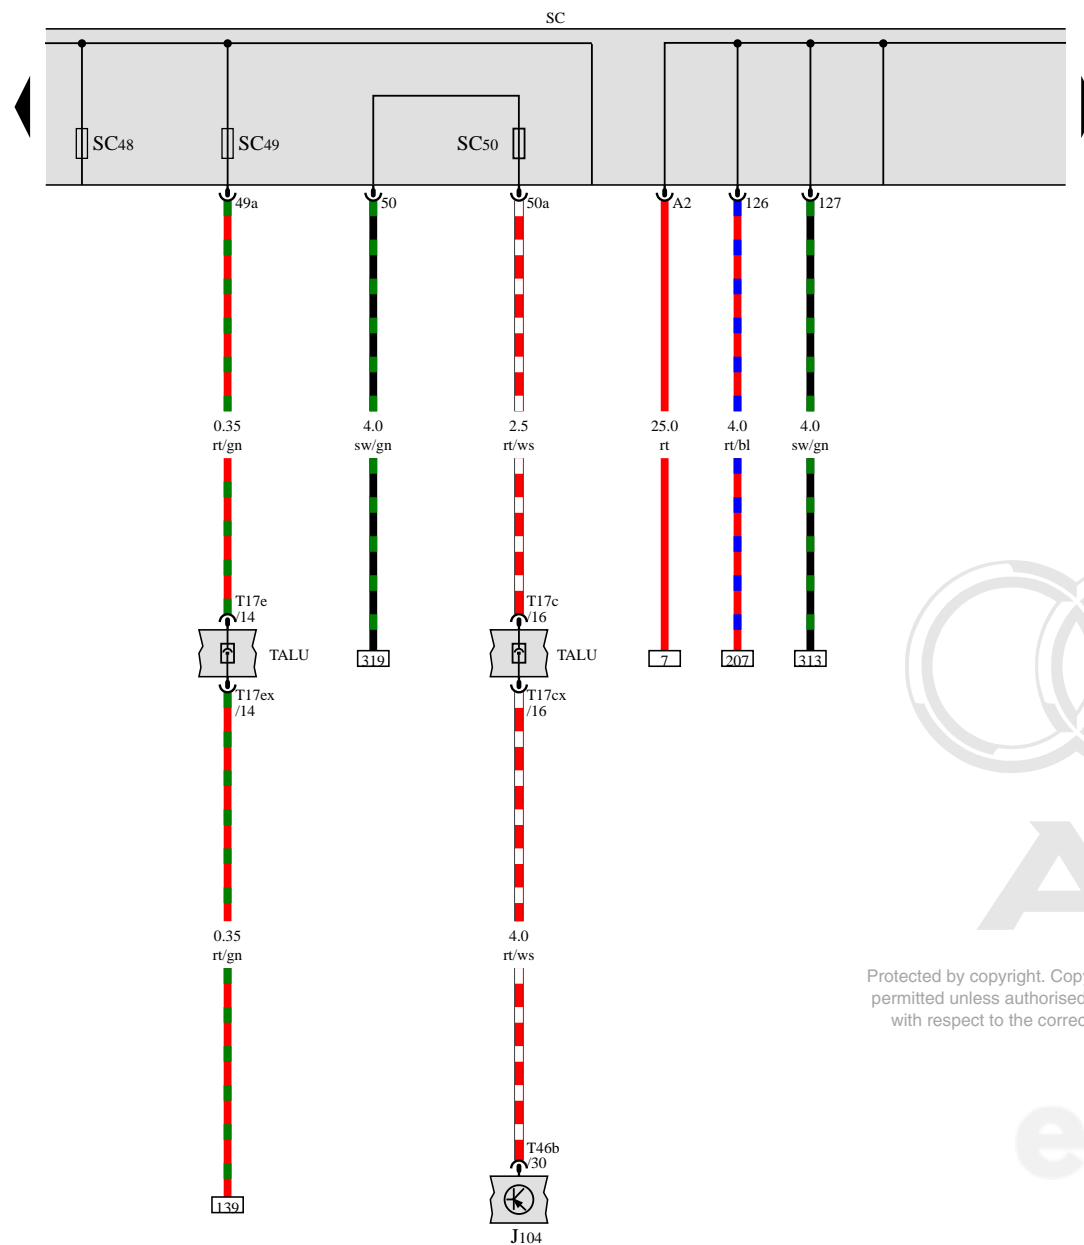 SC
SC48
SC49
SC50
49a
50
50a
A2
126
127
0.35
rt/gn
4.0
sw/gn
2.5
rt/ws
25.0
rt
4.0
rt/bl
4.0
sw/gn
T17e
/14
T17c
/16
TALU
319
TALU
7
207
313
T17ex
/14
T17cx
/16
0.35
rt/gn
4.0
rt/ws
Protected by copyright. Copy
permitted unless authorised
with respect to the correc
T46b
/30
139
J104